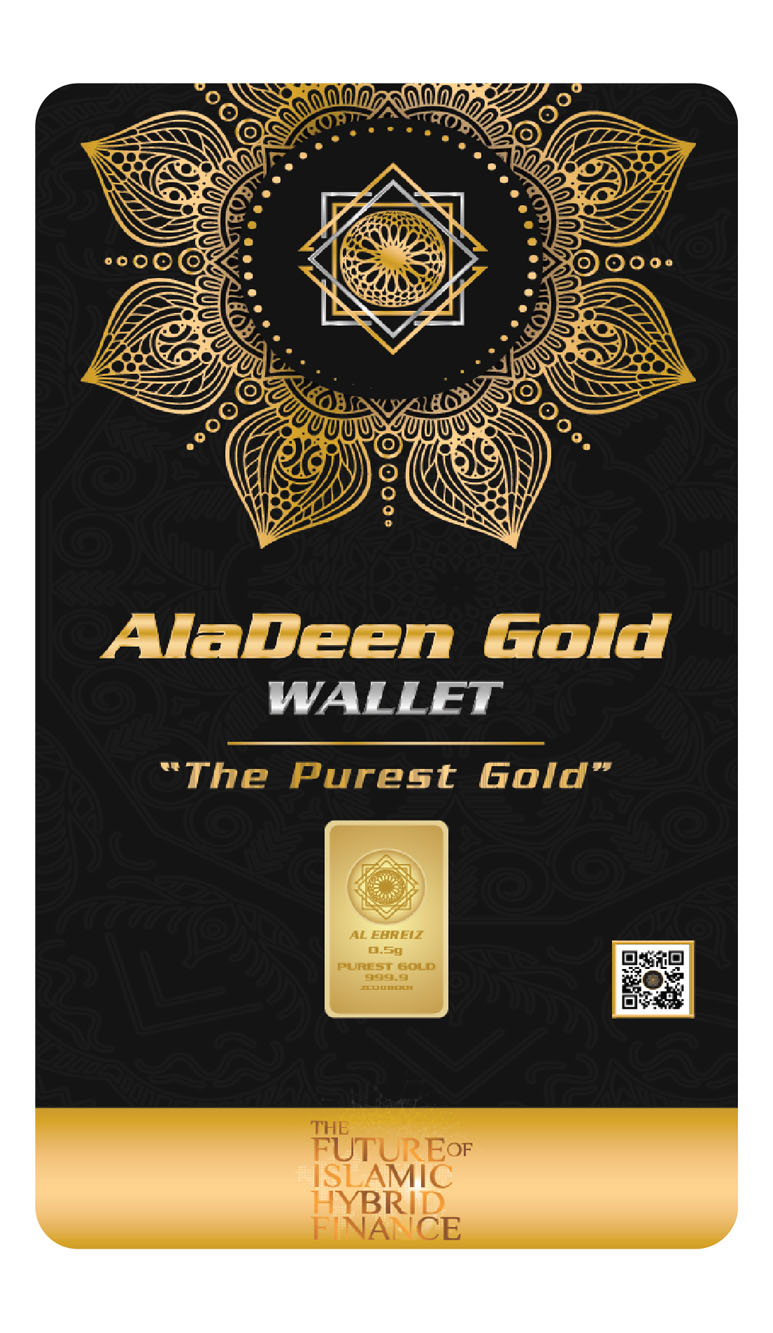 AlaDeen Gold
WALLET
“The Purest Gold”
AL EBREIZ
0.5g
PUREST GOLD
999.9
THE
FUTURE OF
ISLAMIC
HYBRID
FINANCE